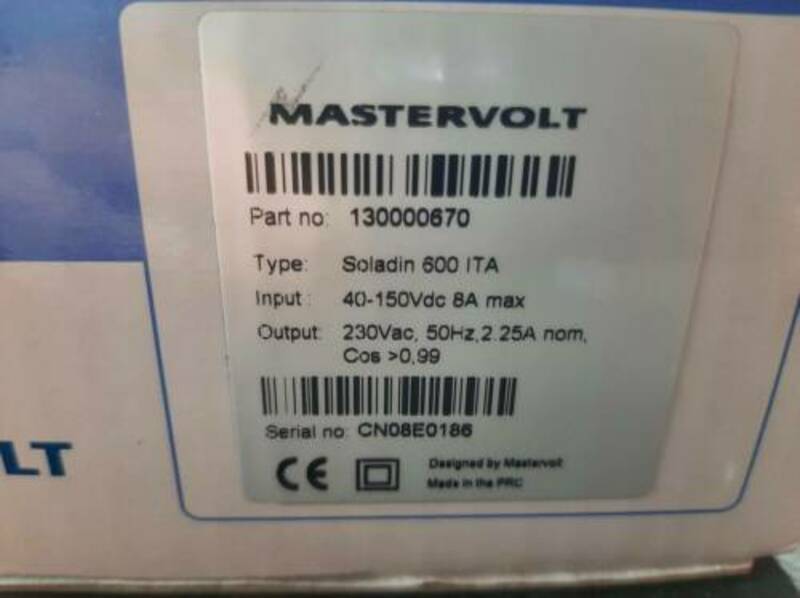 MASTERVOLT
Part no: 130000670
Type: Soladin 600 ITA
Input : 40-150Vdc 8A max
Output: 230Vac, 50Hz,2.25A nom,
Cos >0,99
Serial no: CN08E0186
LT
CE
Designed by Mastervolt
Made in the PRC